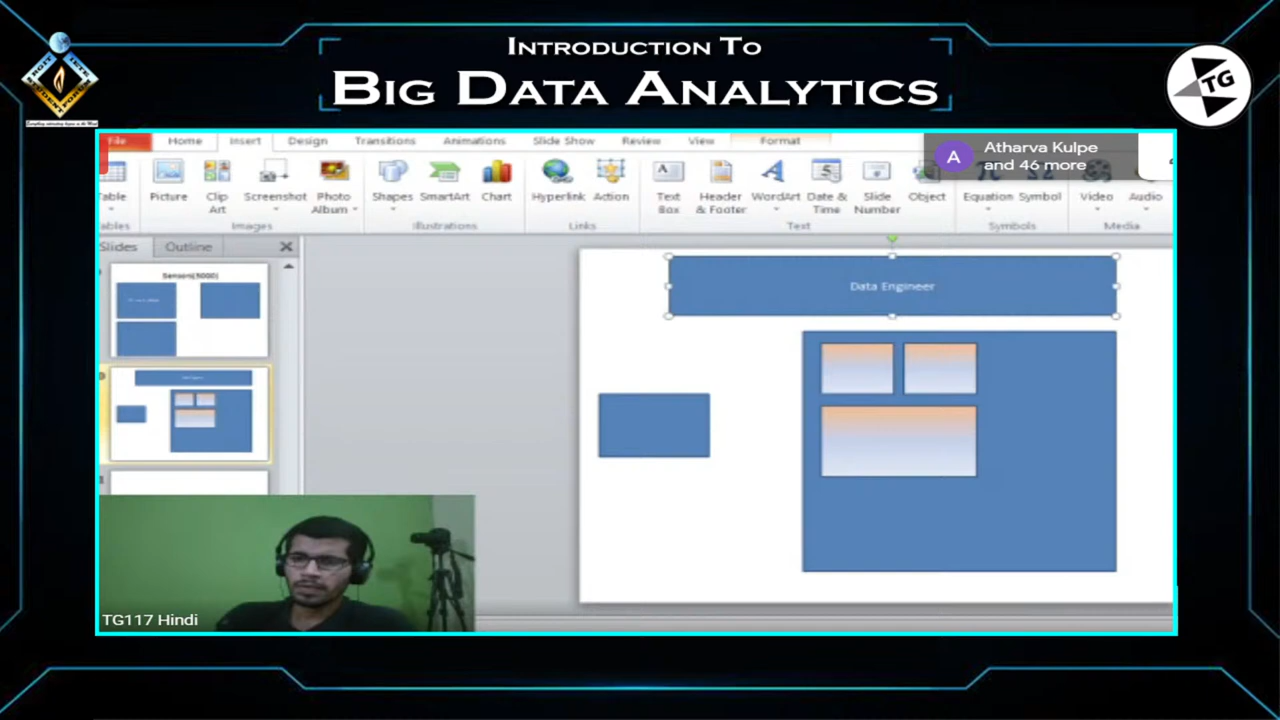 INTRODUCTION TO
BIG DATA ANALYTICS
TG
File Home Insert Design Transitions Animations Slide Show Review View Format
Atharva Kulpe
and 46 more
A
Picture
Clip
Art
Screenshot
Photo
Album
Shapes
SmartArt
Chart
Hyperlink
Action
Text
Box
Header
& Footer
WordArt
Date &
Time
Slide
Number
Object
Equation
Symbol
Video
Audio
Images
Illustrations
Links
Text
Symbols
Media
Slides
Outline
Sensors(5000)
Data Engineer
TG117 Hindi